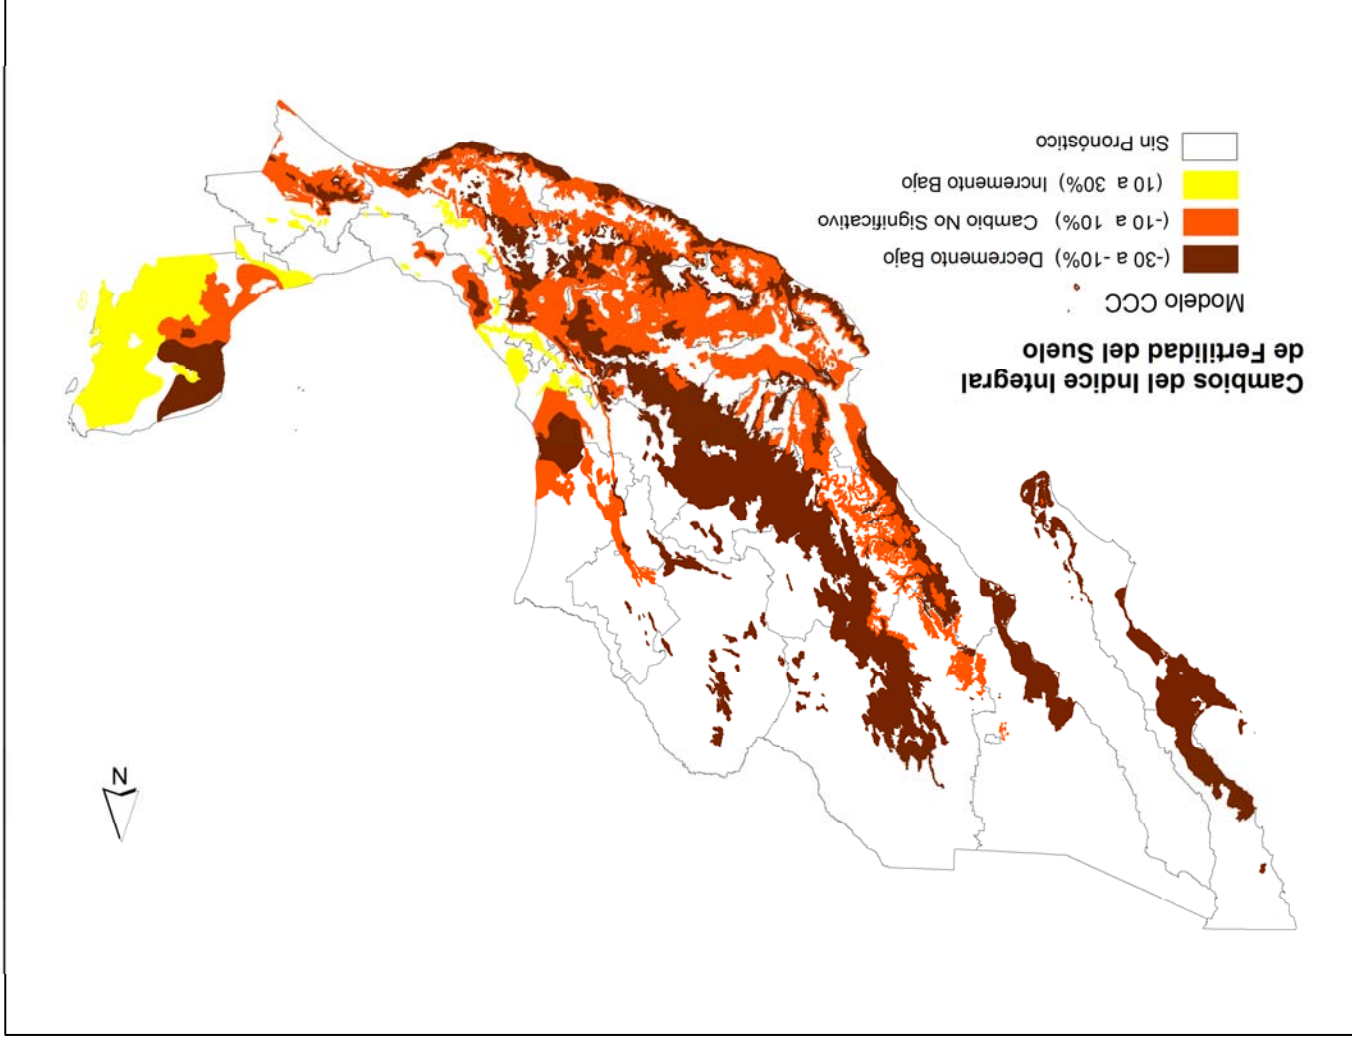 Cambios del Indice Integral
de Fertilidad del Suelo
Modelo CCC
(-30 a -10%) Decremento Bajo
(-10 a 10%) Cambio No Significativo
(10 a 30%) Incremento Bajo
Sin Pronóstico
N